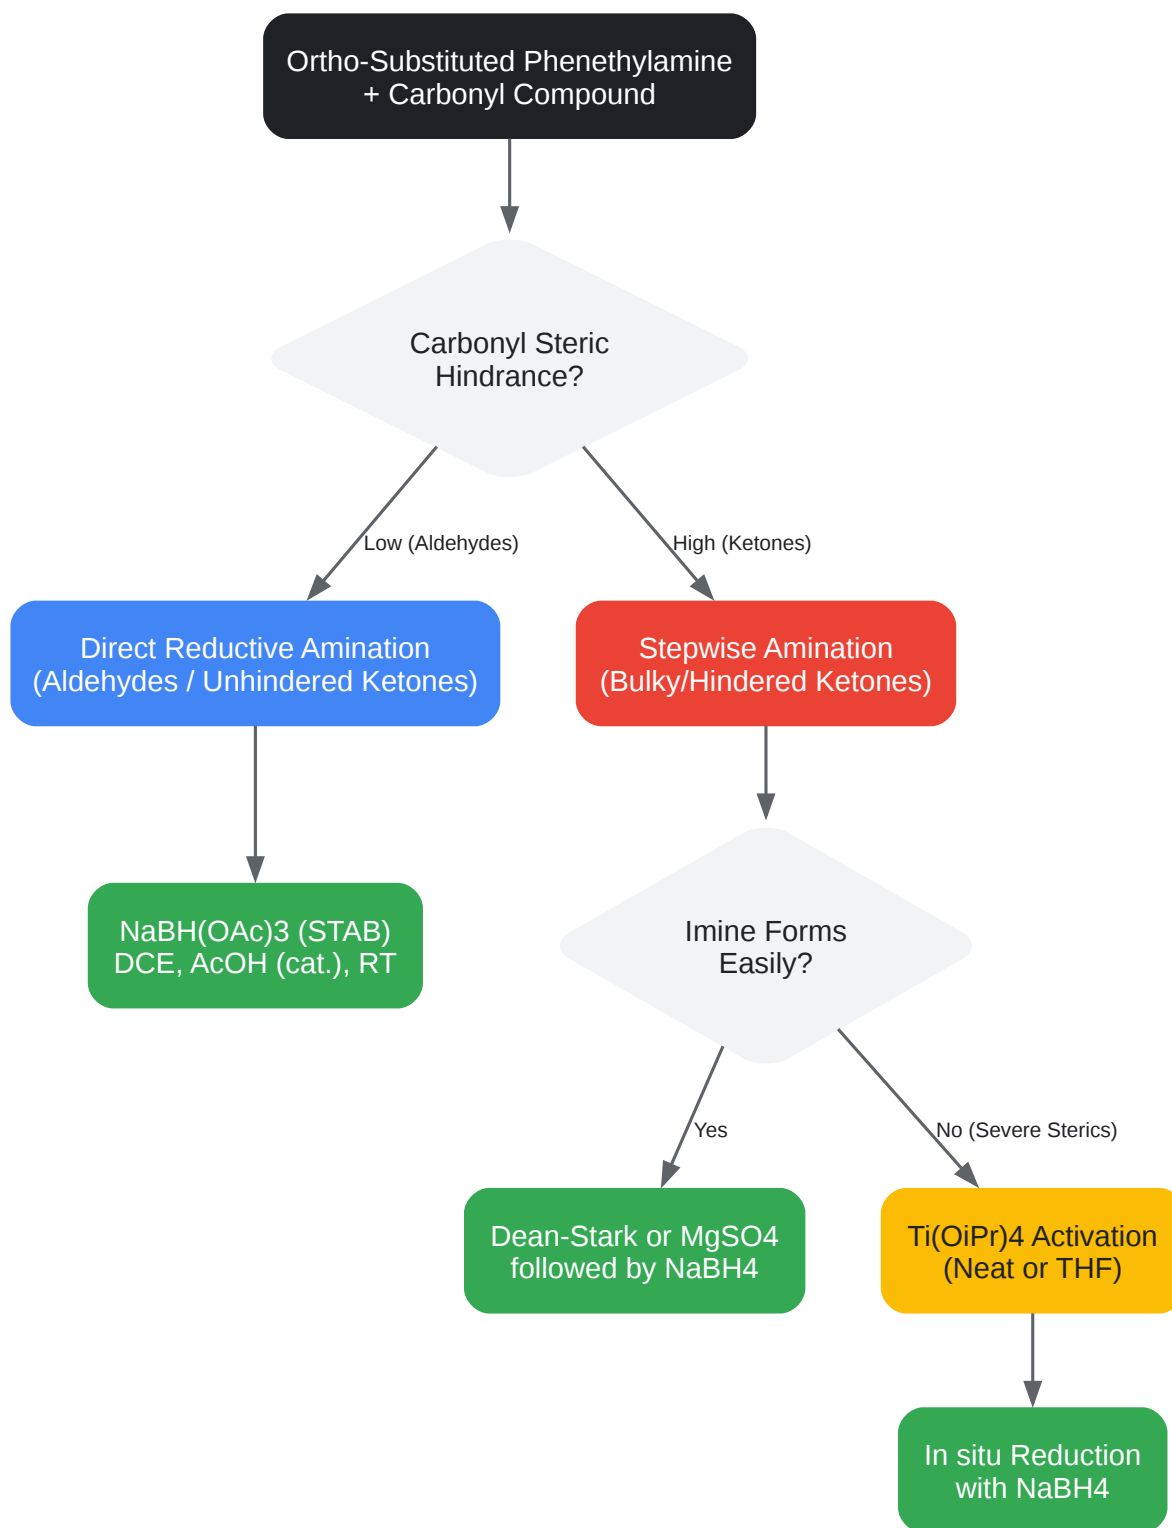 Ortho-Substituted Phenethylamine
+ Carbonyl Compound
Carbonyl Steric
Hindrance?
Low (Aldehydes)
High (Ketones)
Direct Reductive Amination
(Aldehydes / Unhindered Ketones)
Stepwise Amination
(Bulky/Hindered Ketones)
NaBH(OAc)3 (STAB)
DCE, AcOH (cat.), RT
Imine Forms
Easily?
Yes
No (Severe Sterics)
Dean-Stark or MgSO4
followed by NaBH4
Ti(OiPr)4 Activation
(Neat or THF)
In situ Reduction
with NaBH4